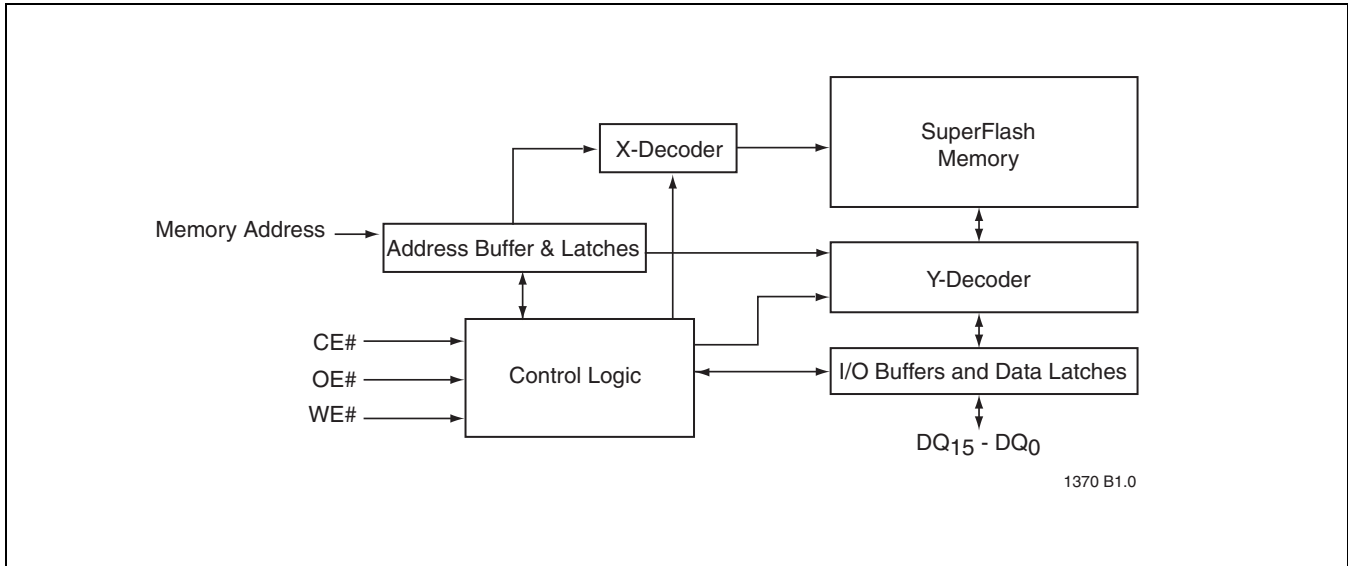 SuperFlash
Memory
X-Decoder
Memory Address
Address Buffer & Latches
Y-Decoder
CE#
OE#
WE#
Control Logic
I/O Buffers and Data Latches
DQ15 - DQ0
1370 B1.0